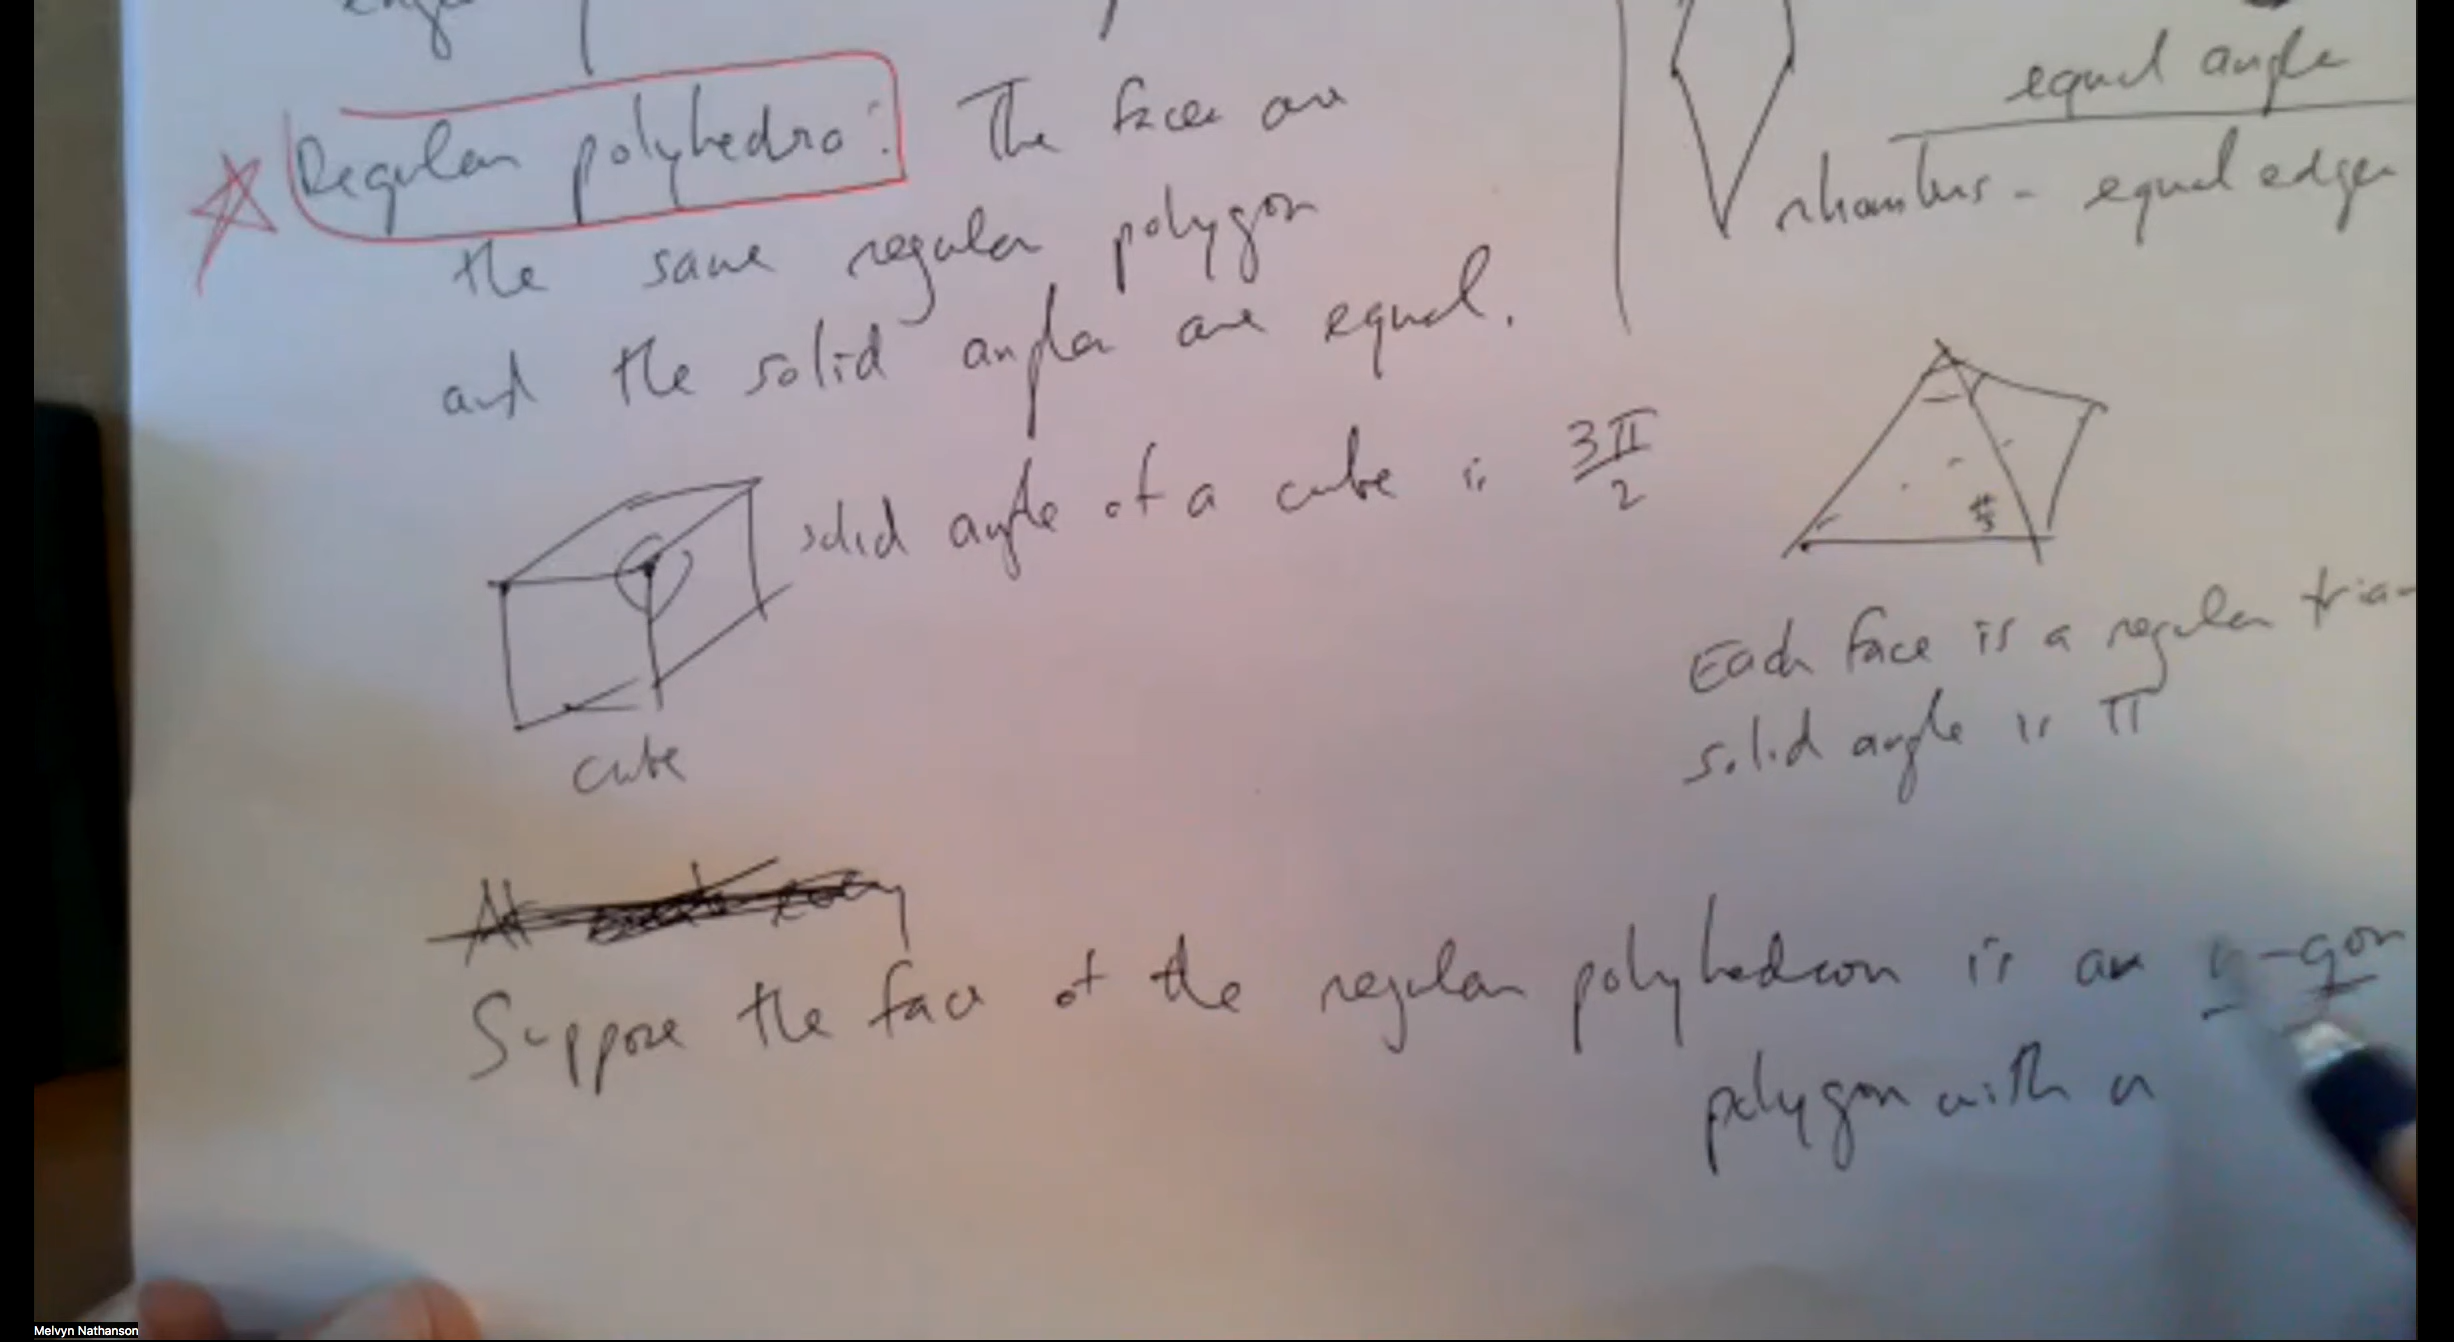 Regular polyhedra: The faces are
the same regular polygon
and the solid angles are equal.
solid angle of a cube is 3π/2
cube
equal angle
rhombus - equal edges
π/3
Each face is a regular tria
solid angle is π
Suppose the face of the regular polyhedron is an n-gon
polygon with n
Melvyn Nathanson